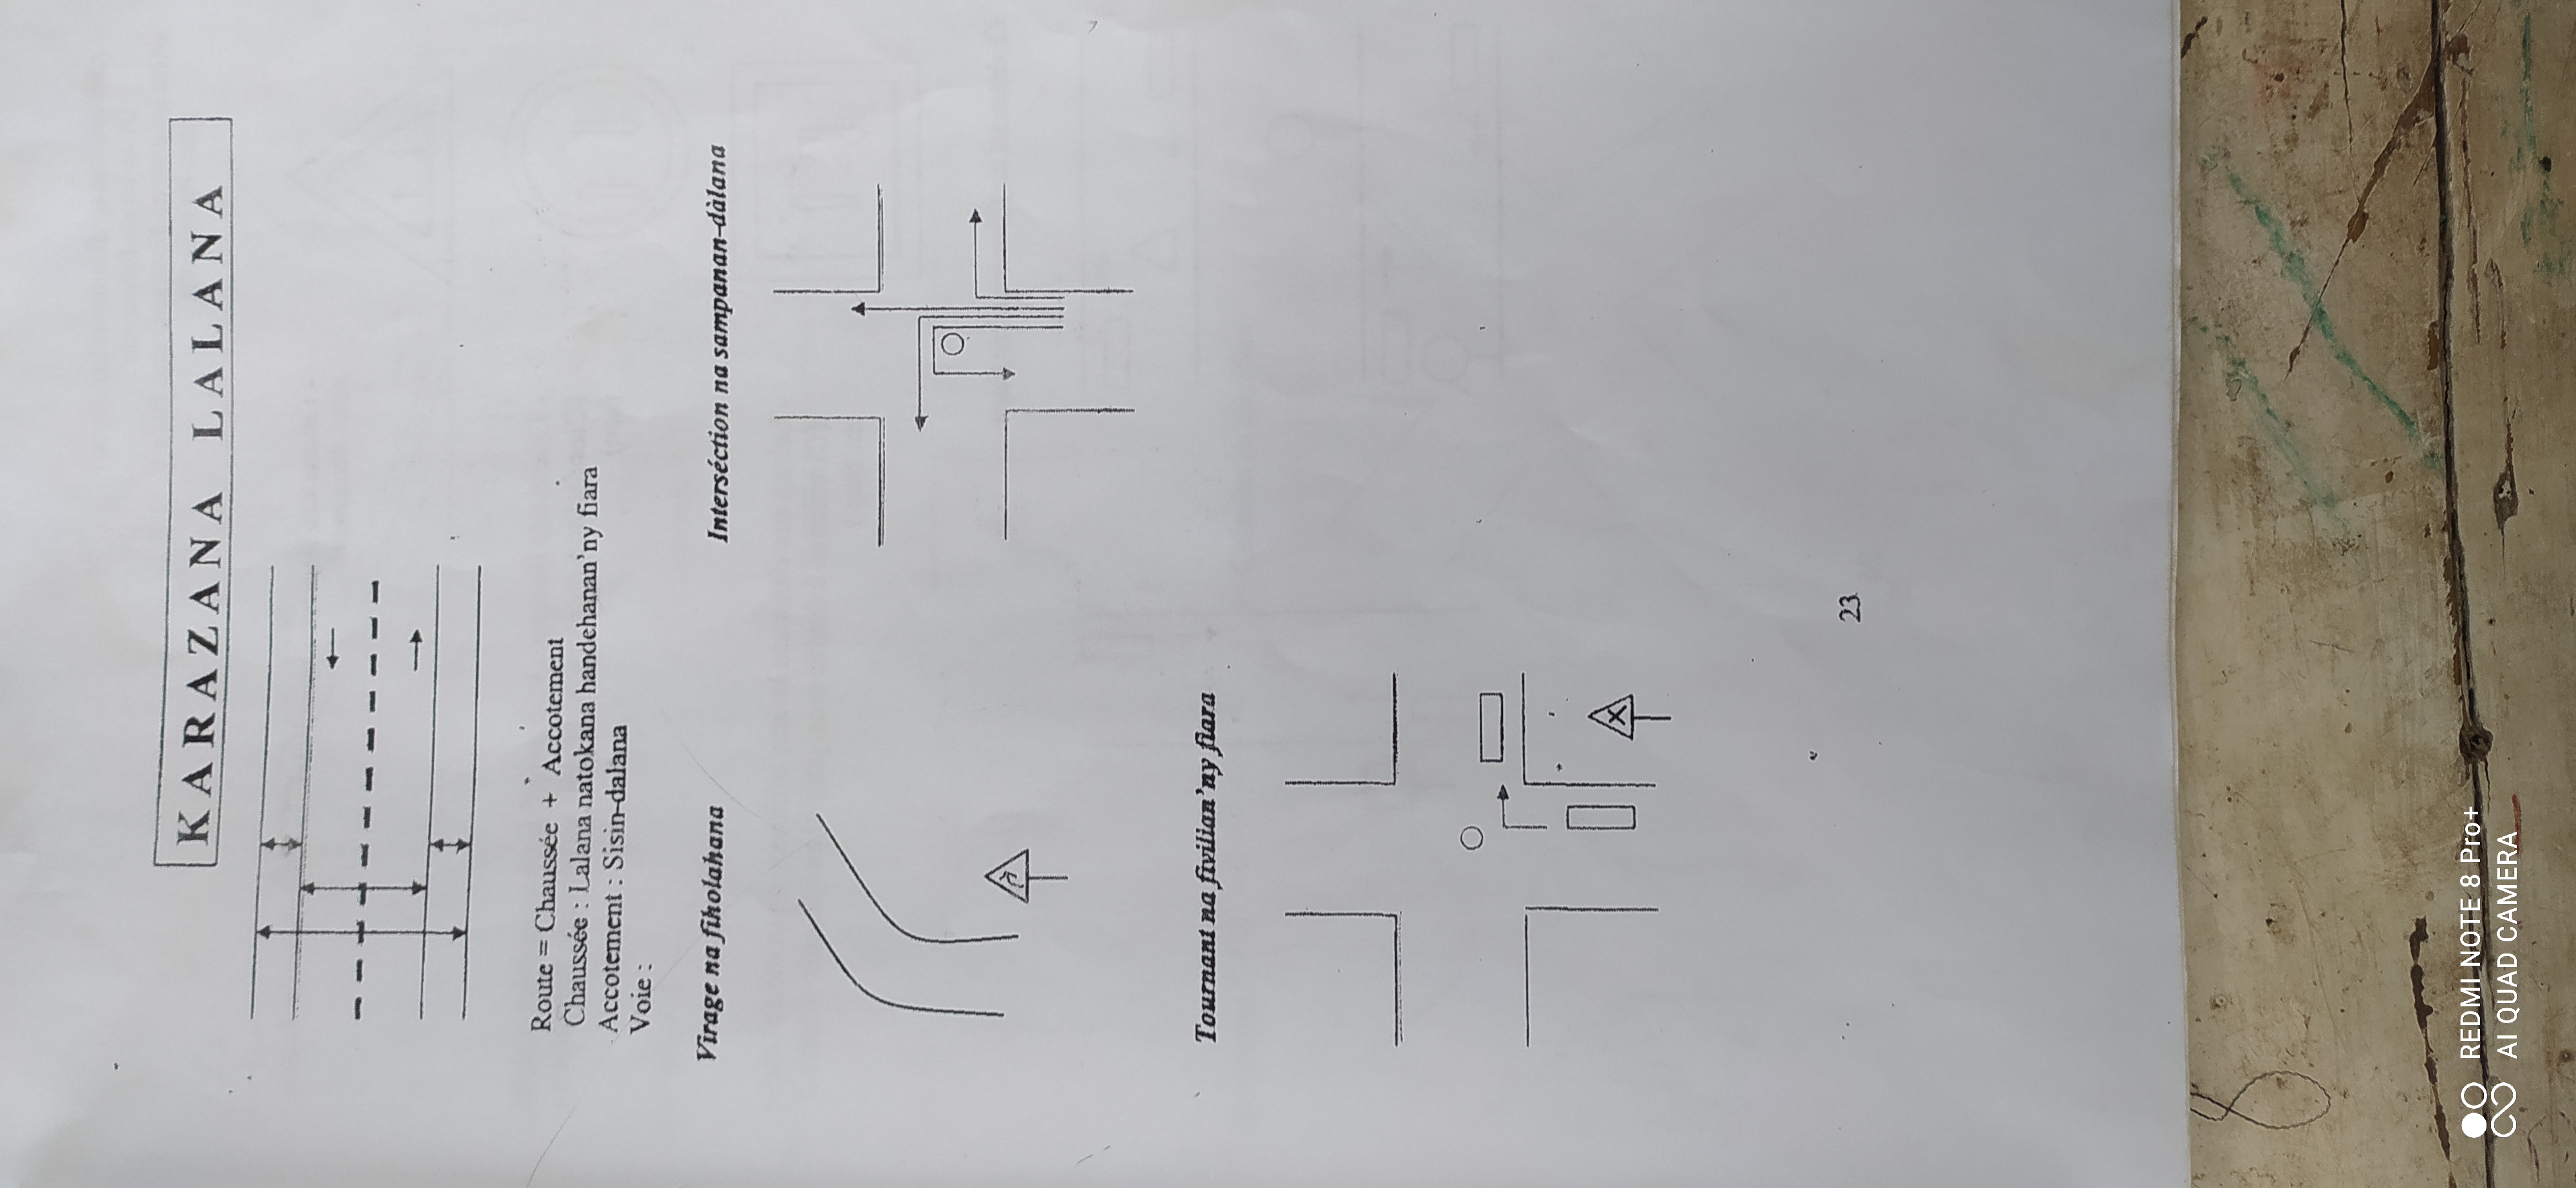 KARAZANA LALANA
Route = Chaussée + Accotement
Chaussée : Lalana natokana handehanan'ny fiara
Accotement : Sisin-dalana
Voie :
Virage na fiholahana
Interséction na sampanan-dàlana
Tournant na fivilian'ny fiara
23
REDMI NOTE 8 Pro+
AI QUAD CAMERA